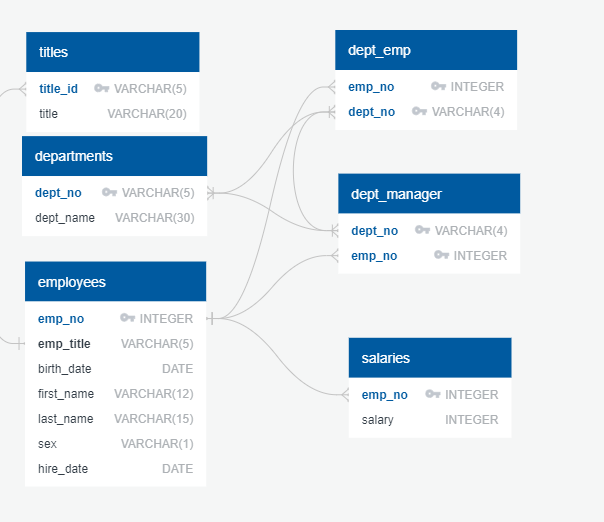 titles
title_id VARCHAR(5)
title VARCHAR(20)
departments
dept_no VARCHAR(5)
dept_name VARCHAR(30)
employees
emp_no INTEGER
emp_title VARCHAR(5)
birth_date DATE
first_name VARCHAR(12)
last_name VARCHAR(15)
sex VARCHAR(1)
hire_date DATE
dept_emp
emp_no INTEGER
dept_no VARCHAR(4)
dept_manager
dept_no VARCHAR(4)
emp_no INTEGER
salaries
emp_no INTEGER
salary INTEGER